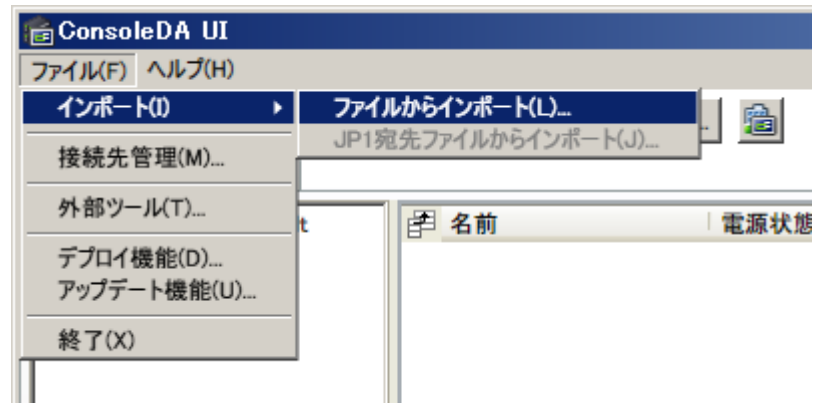 ConsoleDA UI
ファイル(F) ヘルプ(H)
インポート(I)
ファイルからインポート(L)...
JP1宛先ファイルからインポート(J)...
接続先管理(M)...
外部ツール(T)...
デプロイ機能(D)...
アップデート機能(U)...
終了(X)
t
名前
電源状態